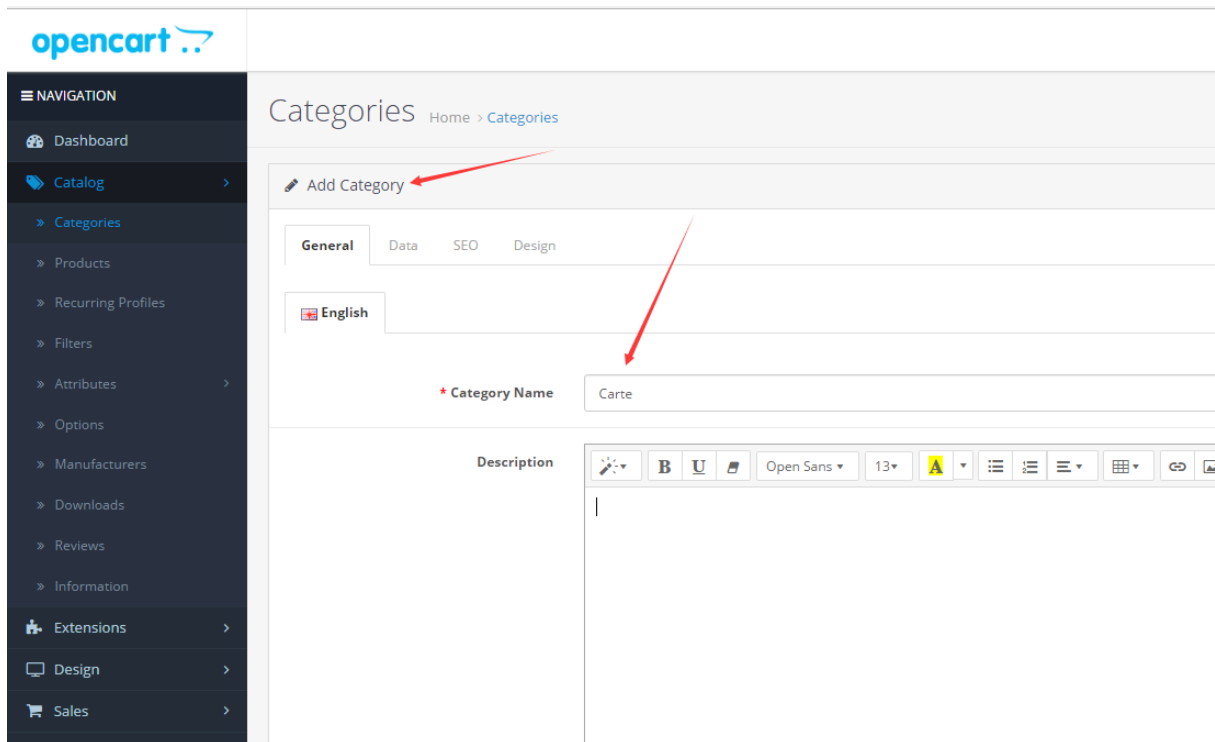 opencart
NAVIGATION
Dashboard
Catalog
Categories
Products
Recurring Profiles
Filters
Attributes
Options
Manufacturers
Downloads
Reviews
Information
Extensions
Design
Sales
Categories Home > Categories
Add Category
General Data SEO Design
English
* Category Name Carte
Description B U Open Sans 13 A